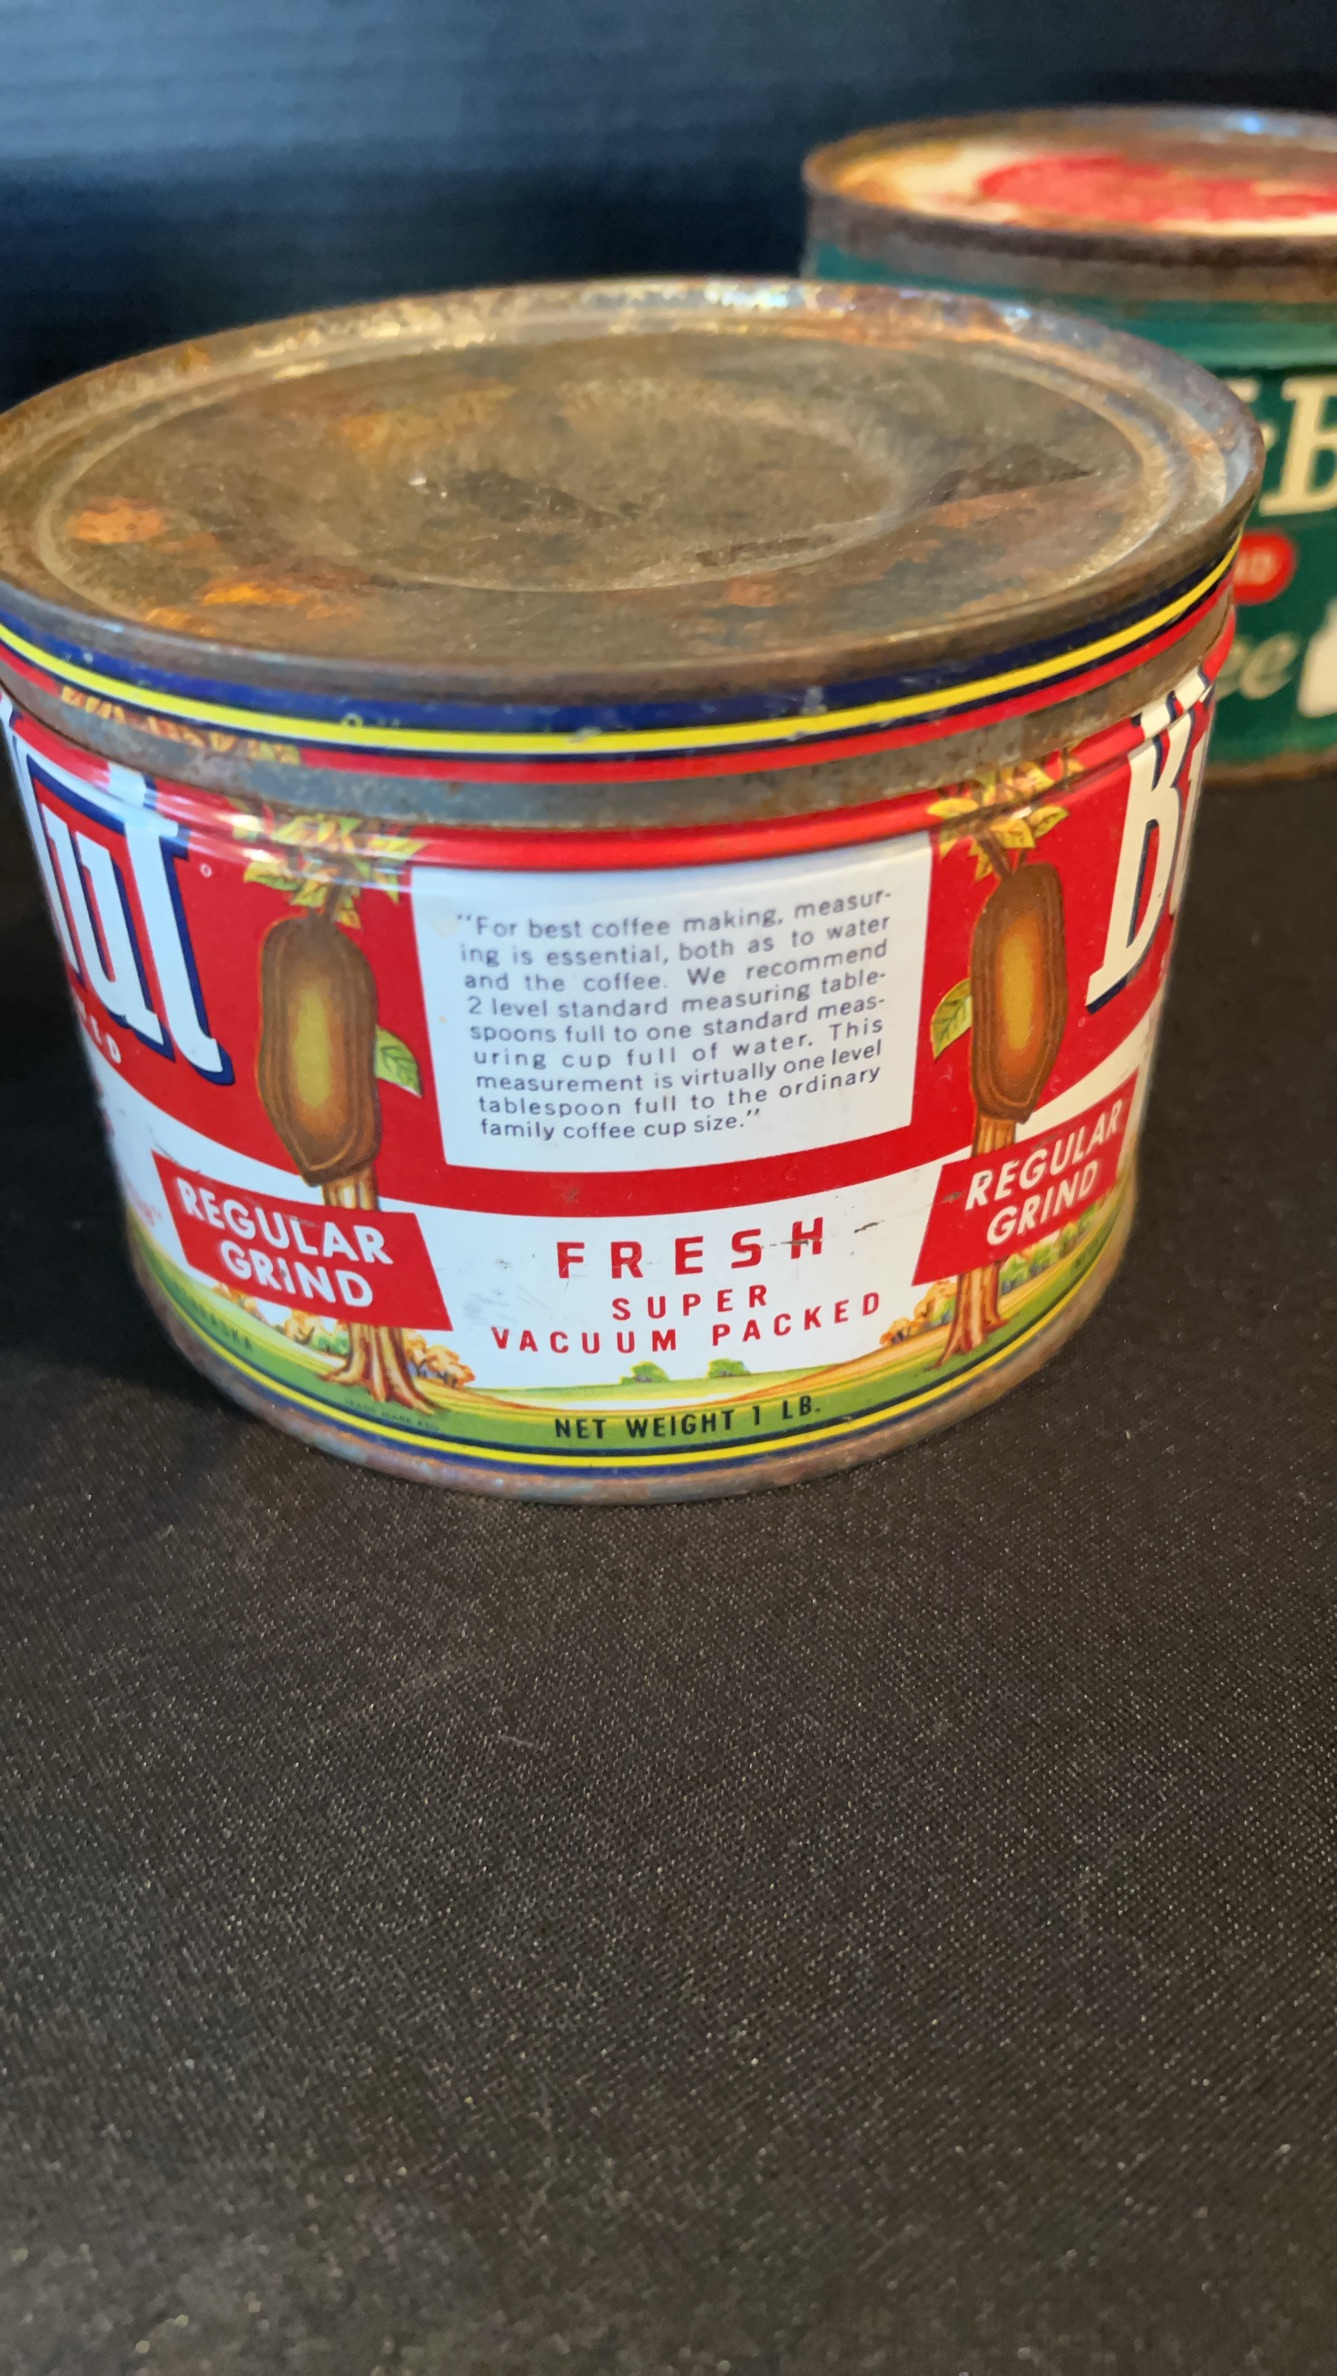 "For best coffee making, measur-
ing is essential, both as to water
and the coffee. We recommend
2 level standard measuring table-
spoons full to one standard meas-
uring cup full of water. This
measurement is virtually one level
tablespoon full to the ordinary
family coffee cup size."
REGULAR
GRIND
REGULAR
GRIND
FRESH
SUPER
VACUUM PACKED
NET WEIGHT 1 LB.